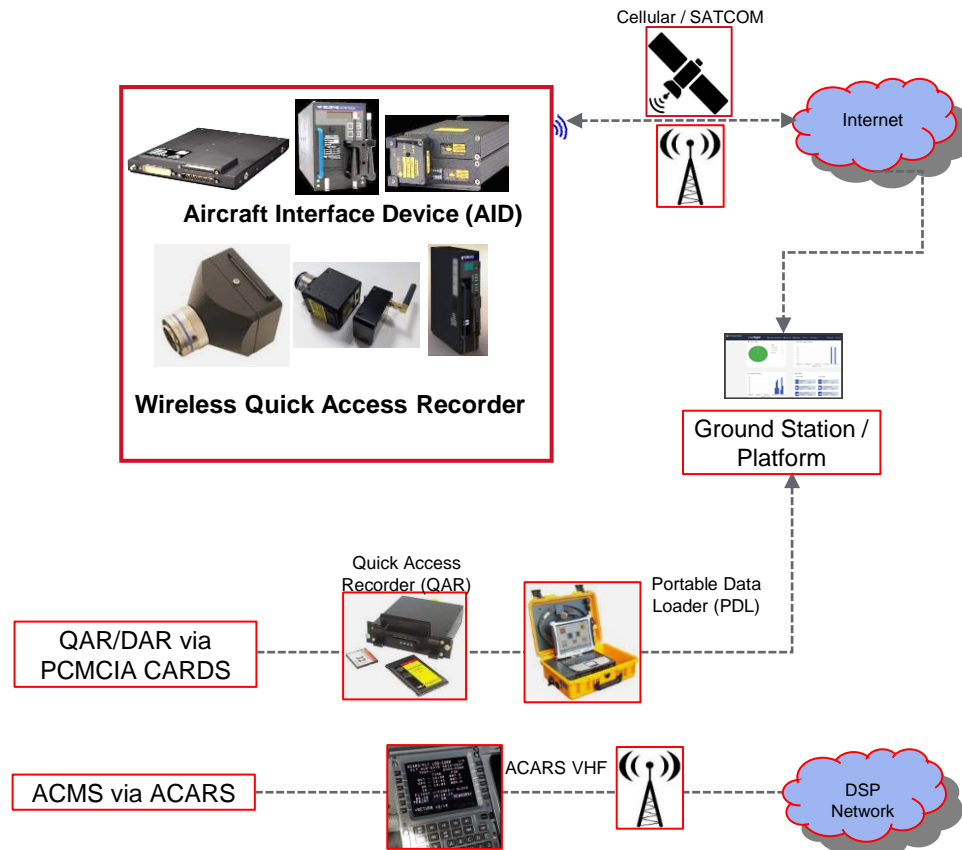 Cellular / SATCOM
Internet
Aircraft Interface Device (AID)
Wireless Quick Access Recorder
Ground Station /
Platform
Quick Access
Recorder (QAR)
Portable Data
Loader (PDL)
QAR/DAR via
PCMCIA CARDS
ACMS via ACARS
ACARS VHF
DSP
Network